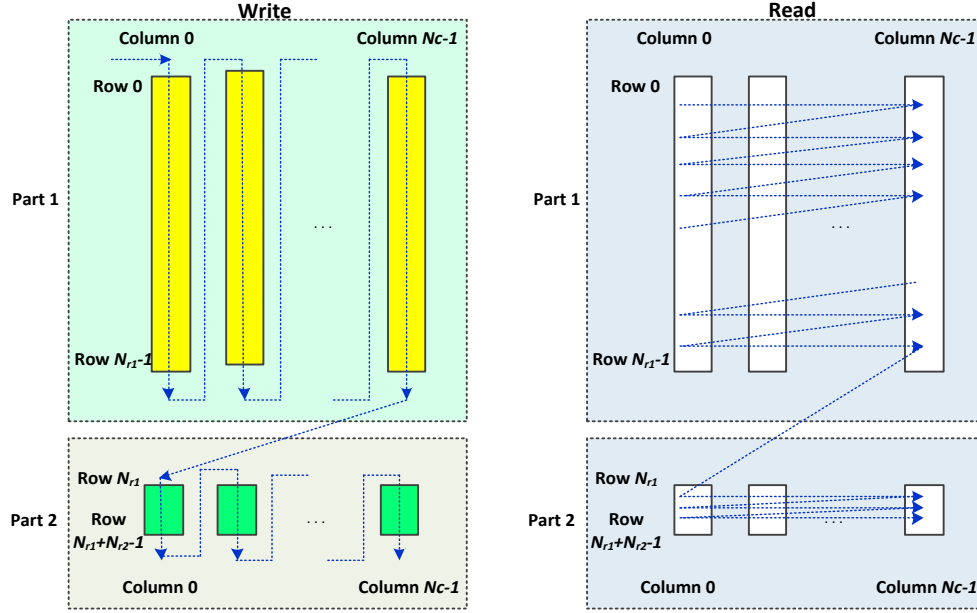 Write
Column 0
Column Nc-1
Row 0
Part 1
. . .
Row Nr1-1
Row Nr1
Part 2
Row
. . .
Nr1+Nr2-1
Column 0
Column Nc-1
Read
Column 0
Column Nc-1
Row 0
Part 1
...
Row Nr1-1
Row Nr1
Part 2
Row
...
Nr1+Nr2-1
Column 0
Column Nc-1